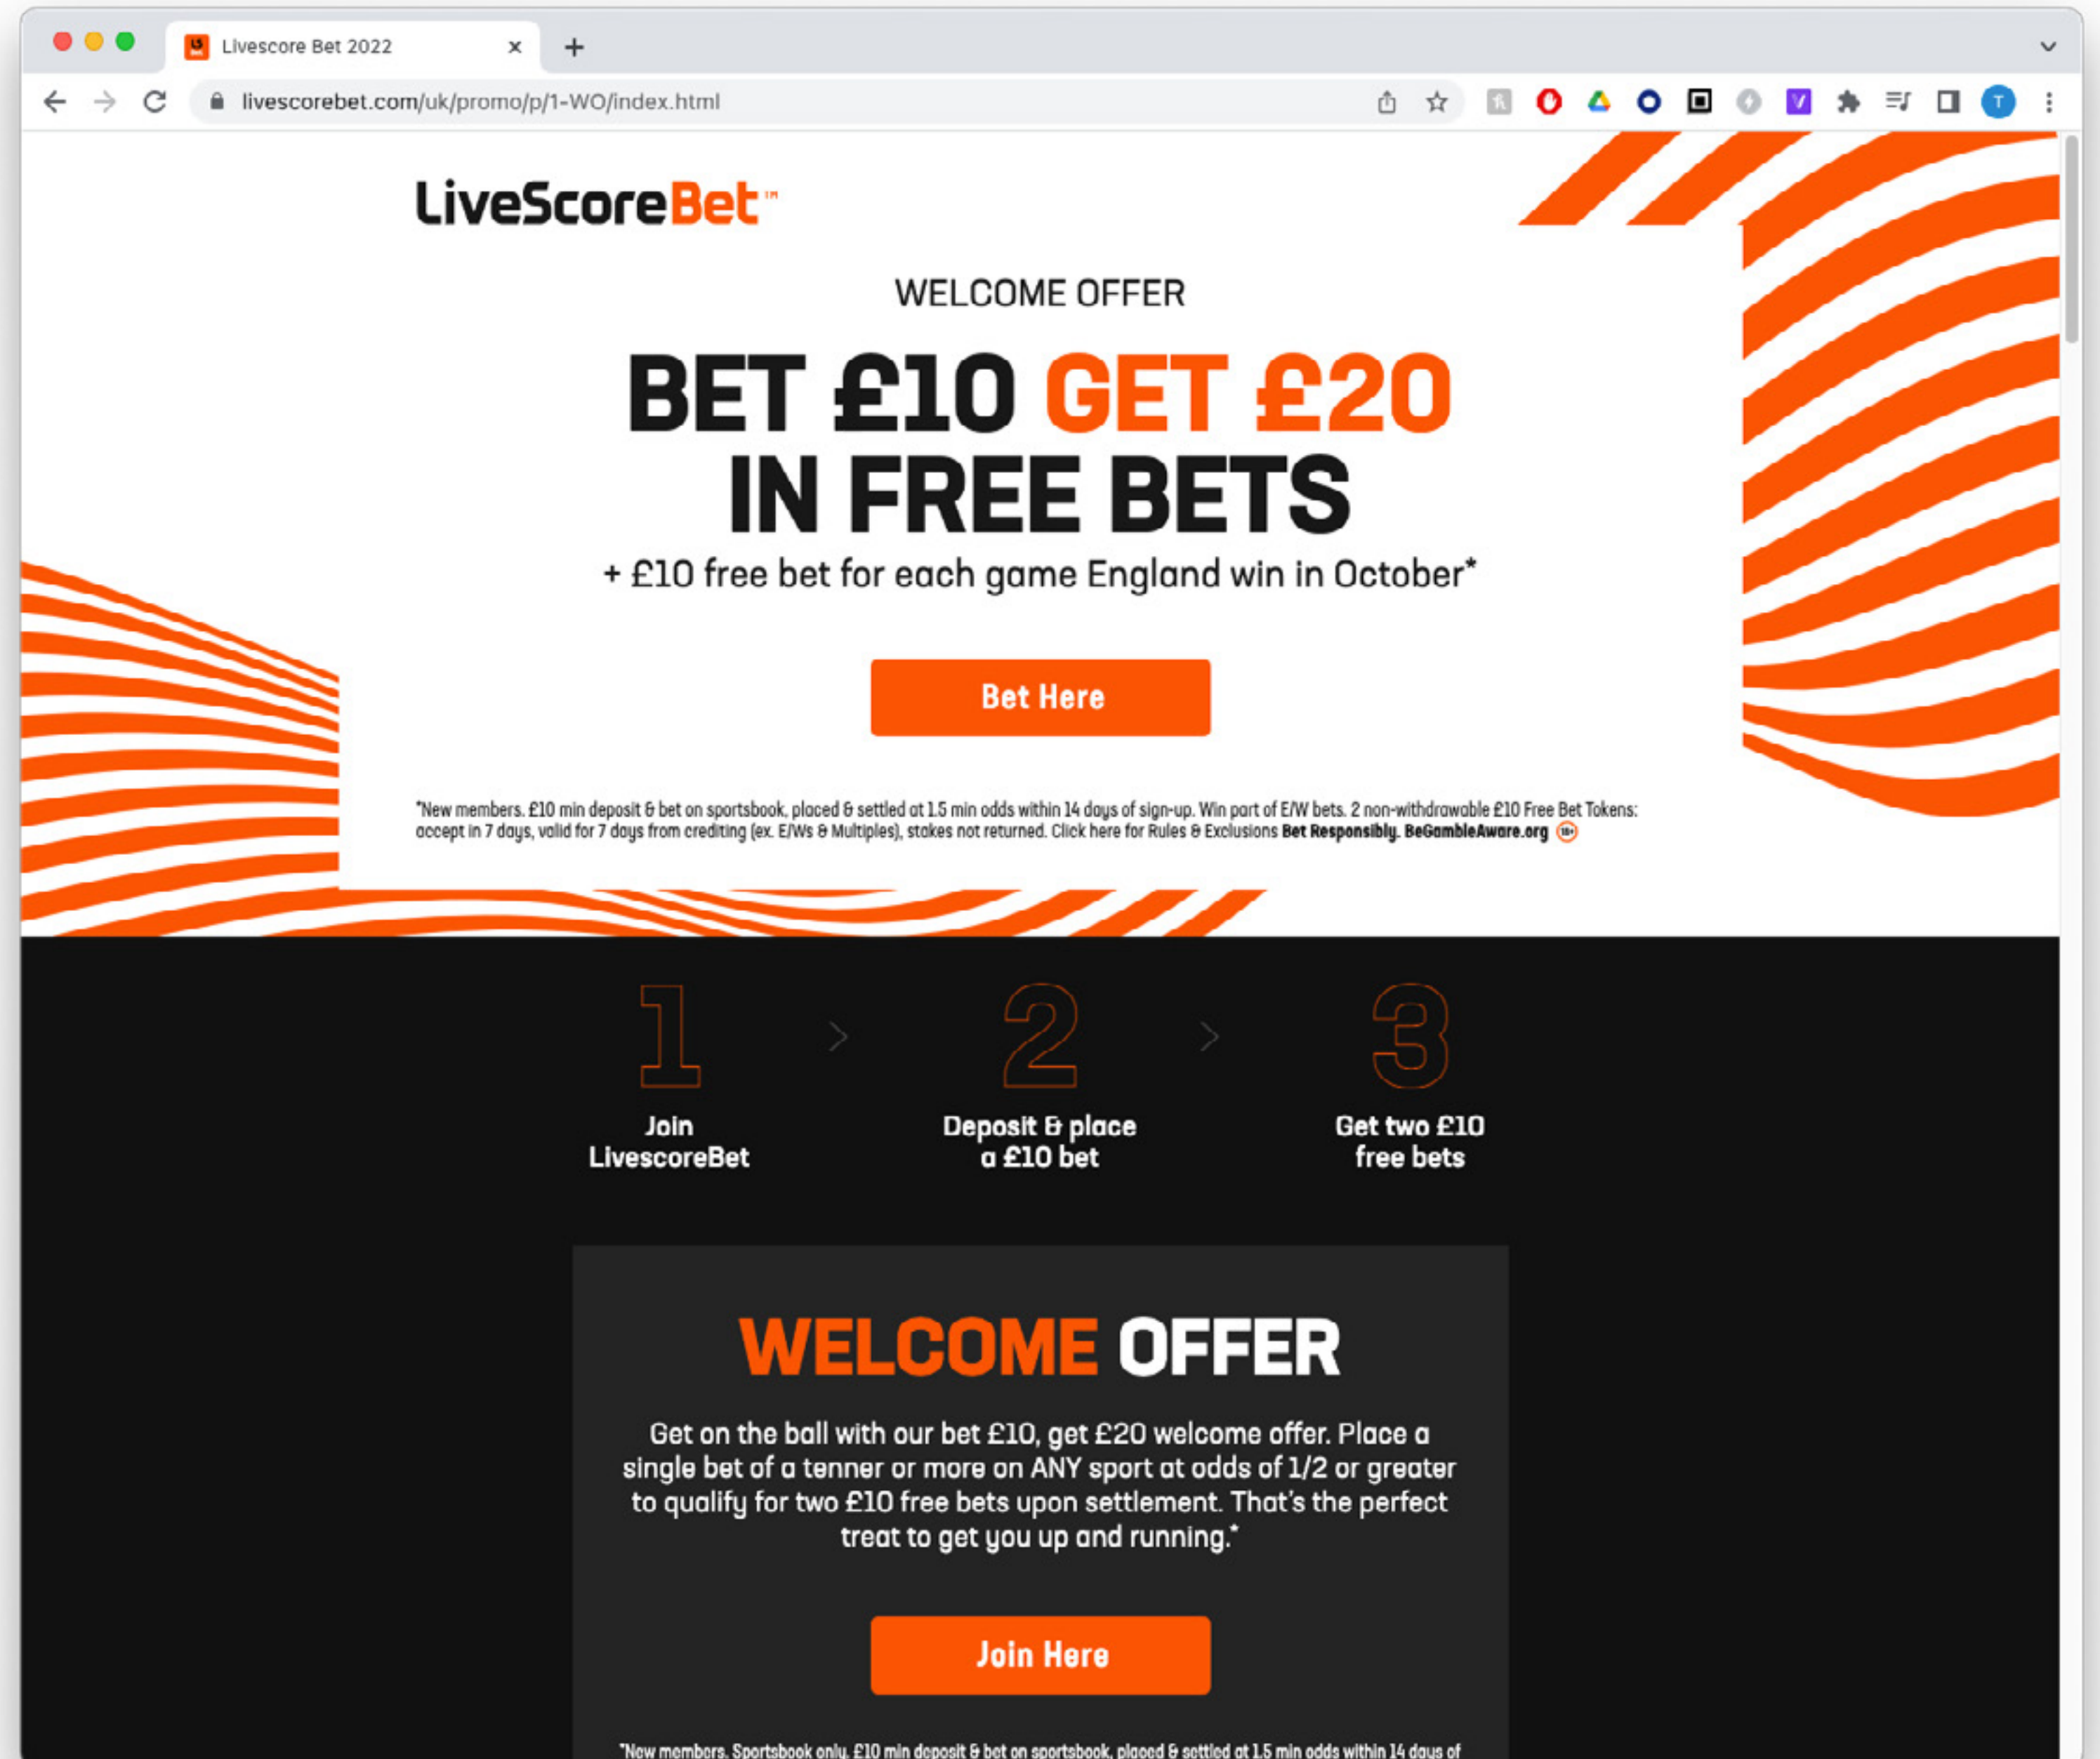 Livescore Bet 2022
livescorebet.com/uk/promo/p/1-WO/index.html
T
LiveScoreBet™
WELCOME OFFER
BET £10 GET £20
IN FREE BETS
+ £10 free bet for each game England win in October*
Bet Here
*New members. £10 min deposit & bet on sportsbook, placed & settled at 1.5 min odds within 14 days of sign-up. Win part of E/W bets. 2 non-withdrawable £10 Free Bet Tokens:
accept in 7 days, valid for 7 days from crediting (ex. E/Ws & Multiples), stakes not returned. Click here for Rules & Exclusions Bet Responsibly. BeGambleAware.org 18+
1 > 2 > 3
Join
LivescoreBet
Deposit & place
a £10 bet
Get two £10
free bets
WELCOME OFFER
Get on the ball with our bet £10, get £20 welcome offer. Place a
single bet of a tenner or more on ANY sport at odds of 1/2 or greater
to qualify for two £10 free bets upon settlement. That's the perfect
treat to get you up and running.*
Join Here
*New members. Sportsbook only. £10 min deposit & bet on sportsbook, placed & settled at 1.5 min odds within 14 days of